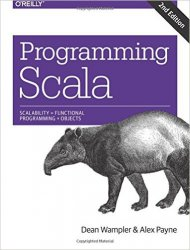 O'REILLY®
2nd Edition
Programming
Scala
SCALABILITY = FUNCTIONAL
PROGRAMMING + OBJECTS
Dean Wampler & Alex Payne